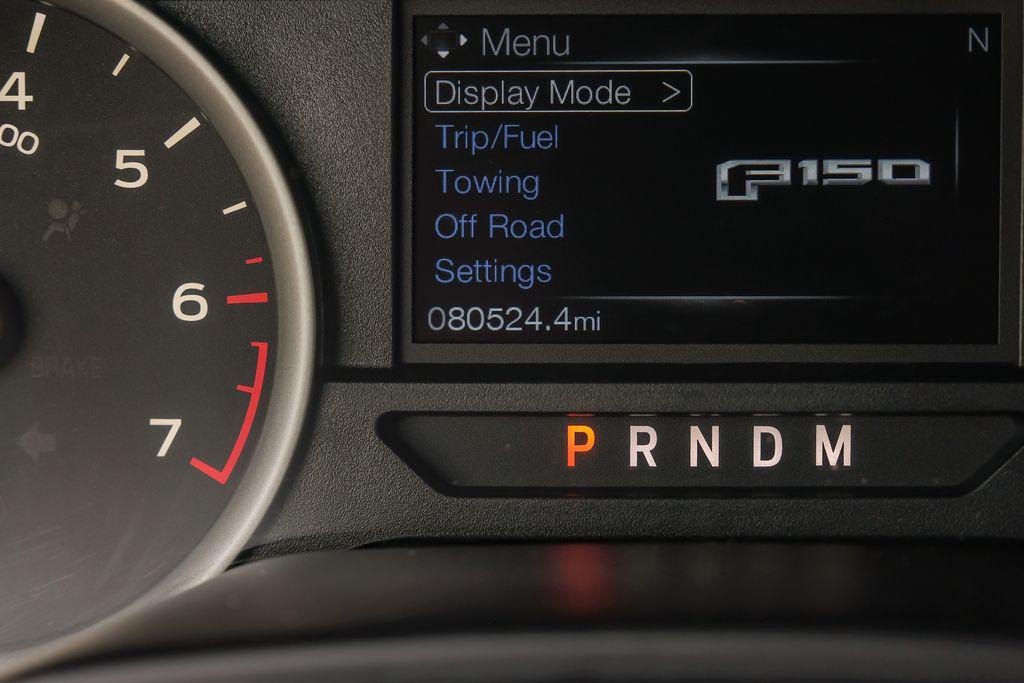 4
00
5
6
7
BRAKE
Menu
N
Display Mode >
Trip/Fuel
Towing
Off Road
Settings
F150
080524.4mi
P R N D M